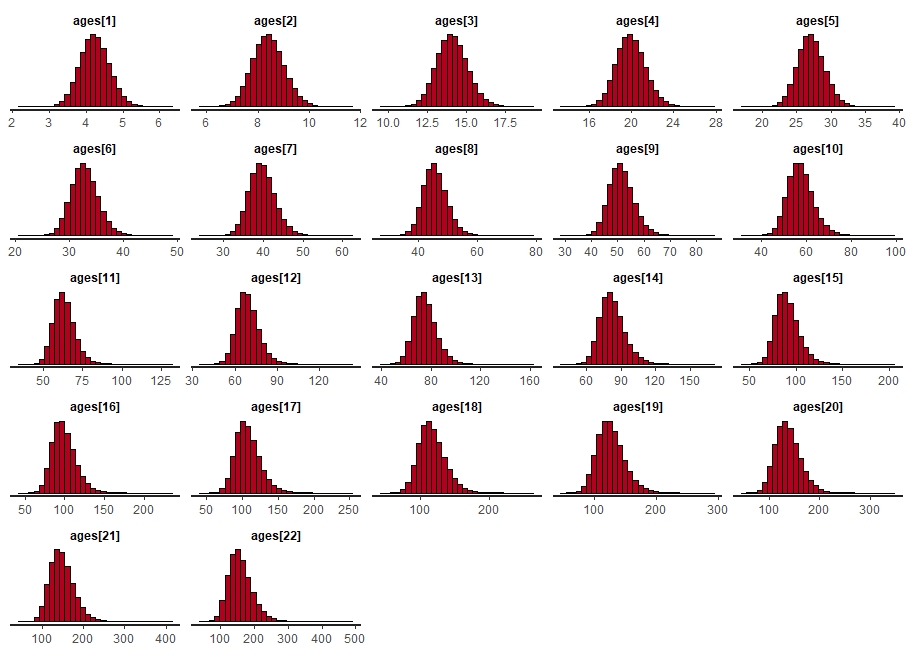 ages[1] ages[2] ages[3] ages[4] ages[5]
2 4 5 6 6 8 10 12 10.0 12.5 15.0 17.5 16 20 24 28 20 25 30 35 40
ages[6] ages[7] ages[8] ages[9] ages[10]
20 30 40 50 30 40 50 60 40 60 80 30 40 50 60 70 80 40 60 80 100
ages[11] ages[12] ages[13] ages[14] ages[15]
50 75 100 125 30 60 90 120 40 80 120 160 60 90 120 150 50 100 150 200
ages[16] ages[17] ages[18] ages[19] ages[20]
50 100 150 200 50 100 150 200 250 100 200 100 200 300 100 200 300
ages[21] ages[22]
100 200 300 400 100 200 300 400 500